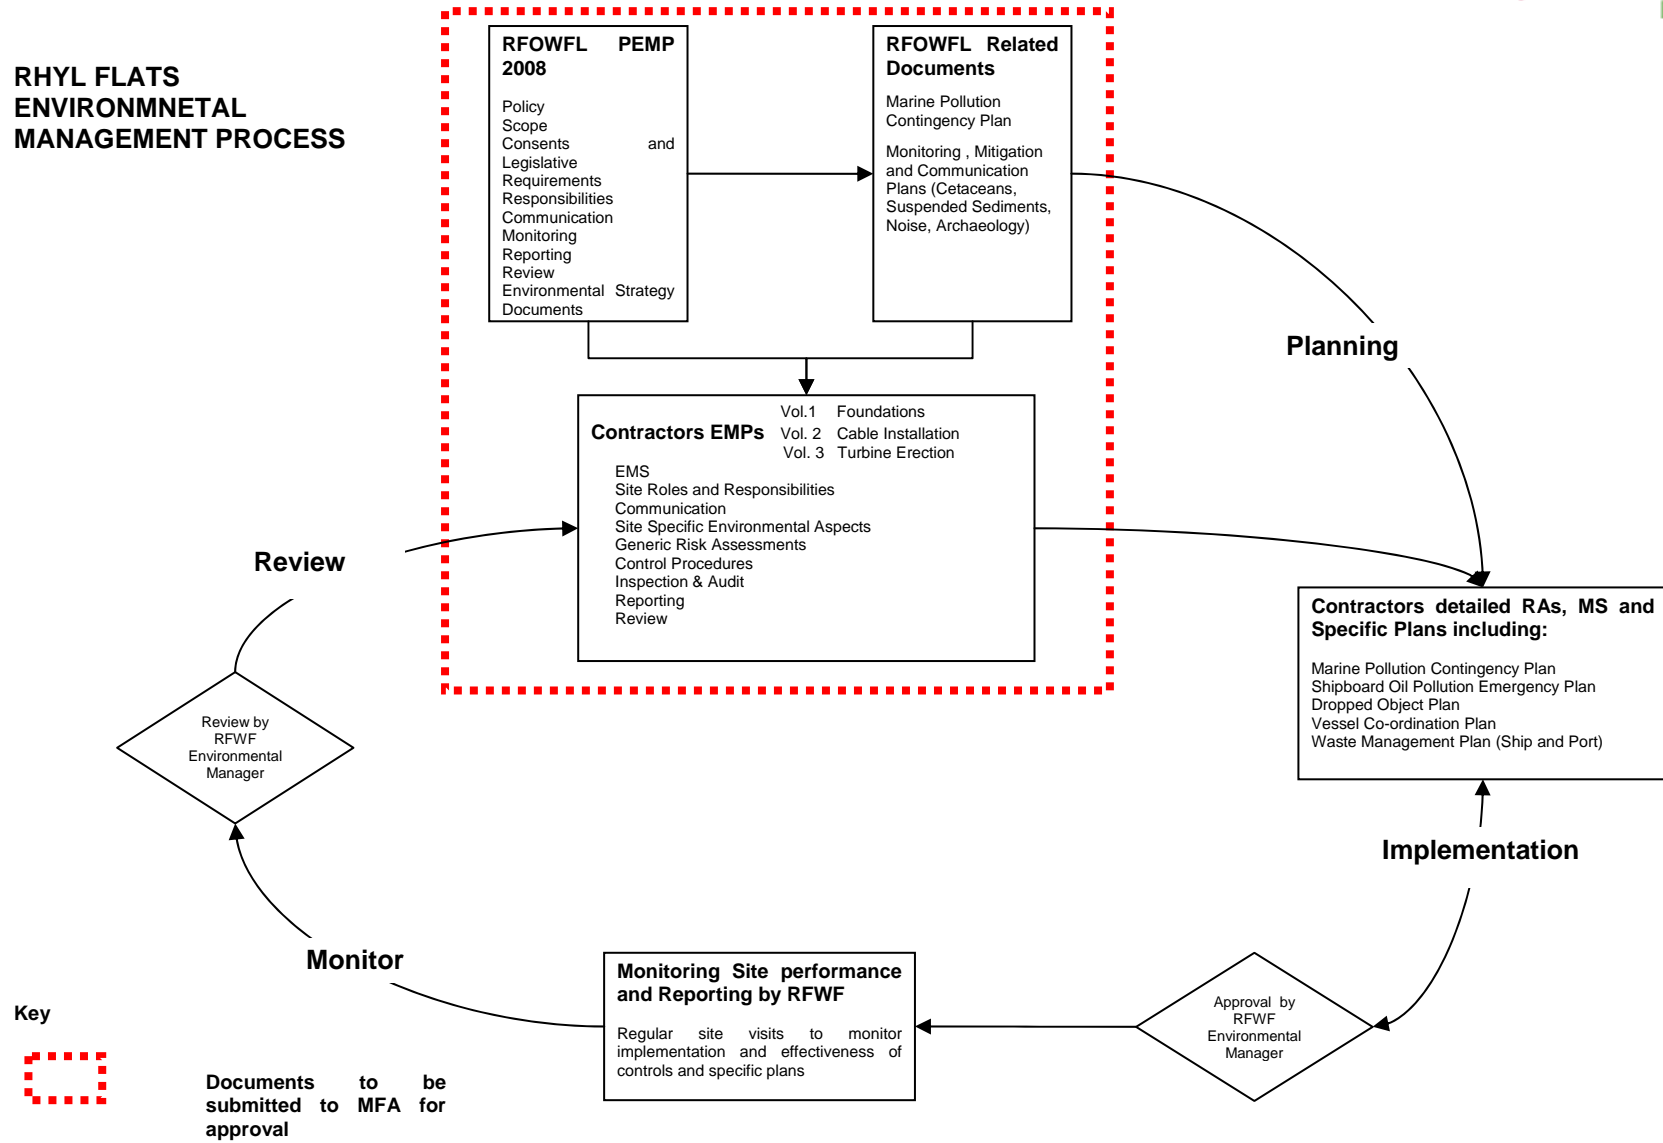 RHYL FLATS
ENVIRONMNETAL
MANAGEMENT PROCESS
RFOWFL PEMP
2008
Policy
Scope
Consents and
Legislative
Requirements
Responsibilities
Communication
Monitoring
Reporting
Review
Environmental Strategy
Documents
RFOWFL Related
Documents
Marine Pollution
Contingency Plan
Monitoring , Mitigation
and Communication
Plans (Cetaceans,
Suspended Sediments,
Noise, Archaeology)
Planning
Contractors EMPs
Vol.1 Foundations
Vol. 2 Cable Installation
Vol. 3 Turbine Erection
EMS
Site Roles and Responsibilities
Communication
Site Specific Environmental Aspects
Generic Risk Assessments
Control Procedures
Inspection & Audit
Reporting
Review
Review
Contractors detailed RAs, MS and
Specific Plans including:
Marine Pollution Contingency Plan
Shipboard Oil Pollution Emergency Plan
Dropped Object Plan
Vessel Co-ordination Plan
Waste Management Plan (Ship and Port)
Review by
RFWF
Environmental
Manager
Implementation
Monitor
Monitoring Site performance
and Reporting by RFWF
Regular site visits to monitor
implementation and effectiveness of
controls and specific plans
Approval by
RFWF
Environmental
Manager
Key
Documents to be
submitted to MFA for
approval